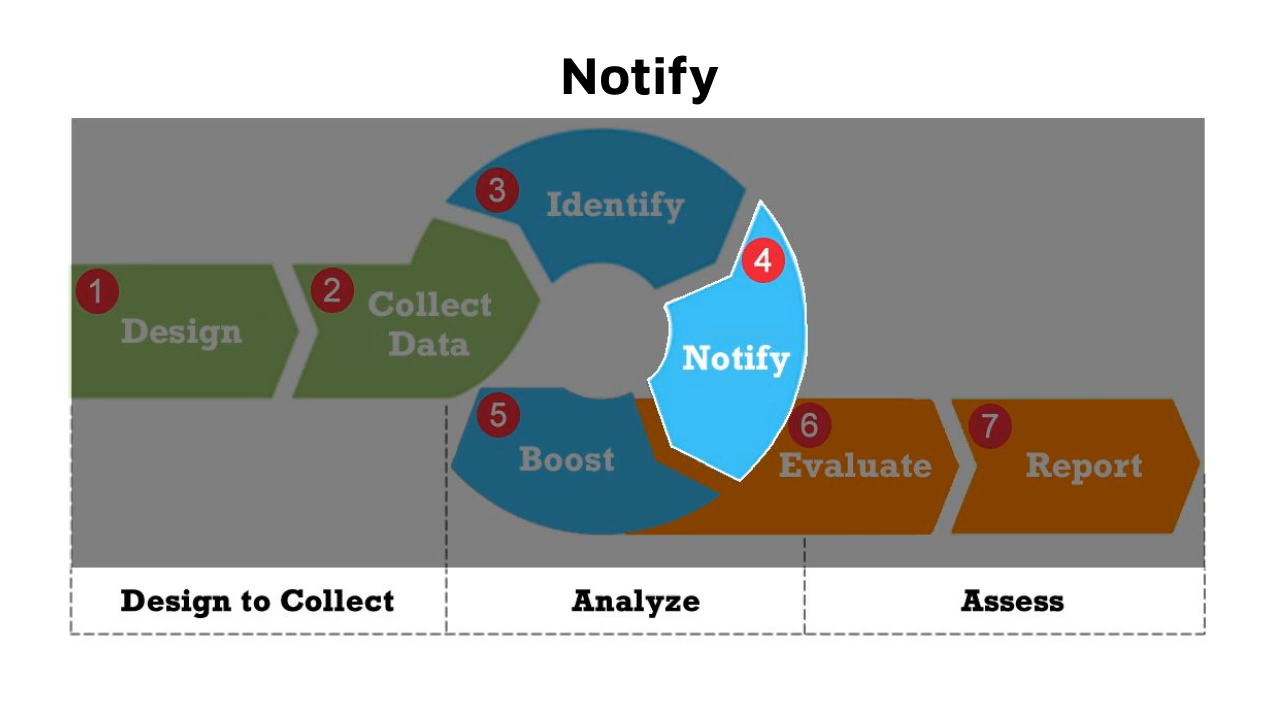 Notify
1
Design
2
Collect
Data
3
Identify
4
Notify
5
Boost
6
Evaluate
7
Report
Design to Collect
Analyze
Assess